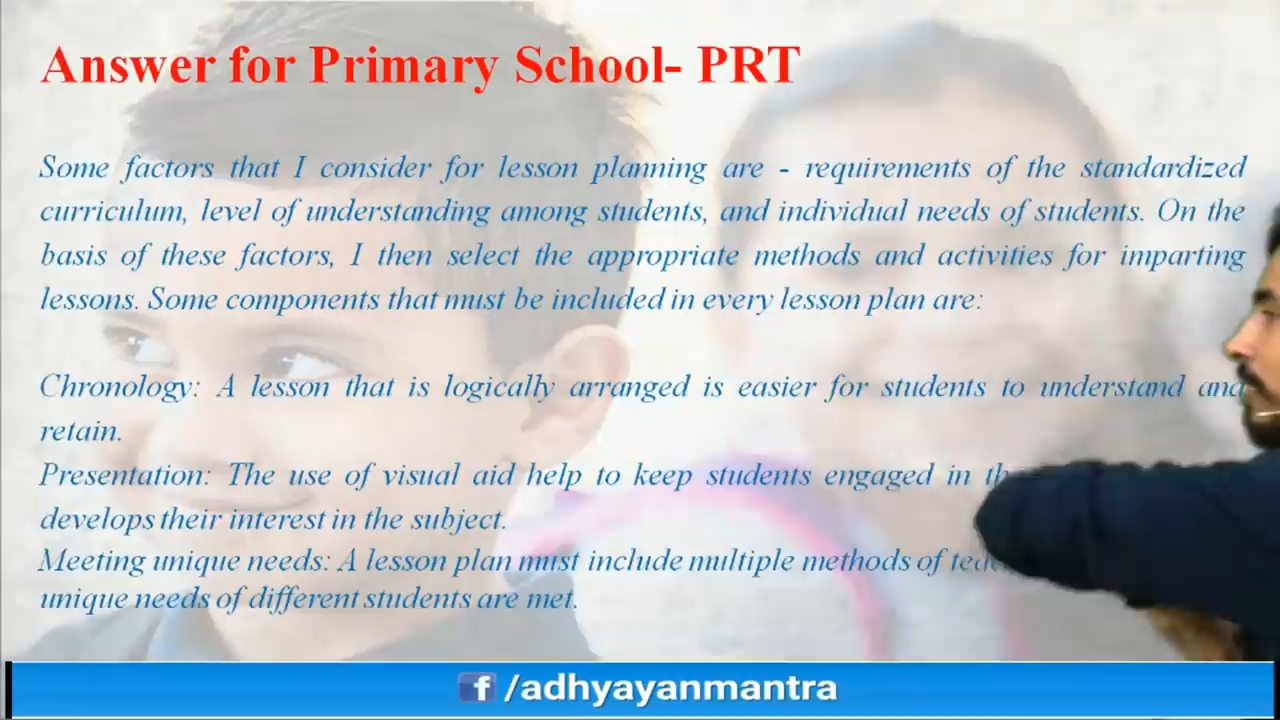 Answer for Primary School- PRT
Some factors that I consider for lesson planning are - requirements of the standardized
curriculum, level of understanding among students, and individual needs of students. On the
basis of these factors, I then select the appropriate methods and activities for imparting
lessons. Some components that must be included in every lesson plan are:
Chronology: A lesson that is logically arranged is easier for students to understand and
retain.
Presentation: The use of visual aid help to keep students engaged in
develops their interest in the subject.
Meeting unique needs: A lesson plan must include multiple methods of
unique needs of different students are met.
f /adhyayanmantra